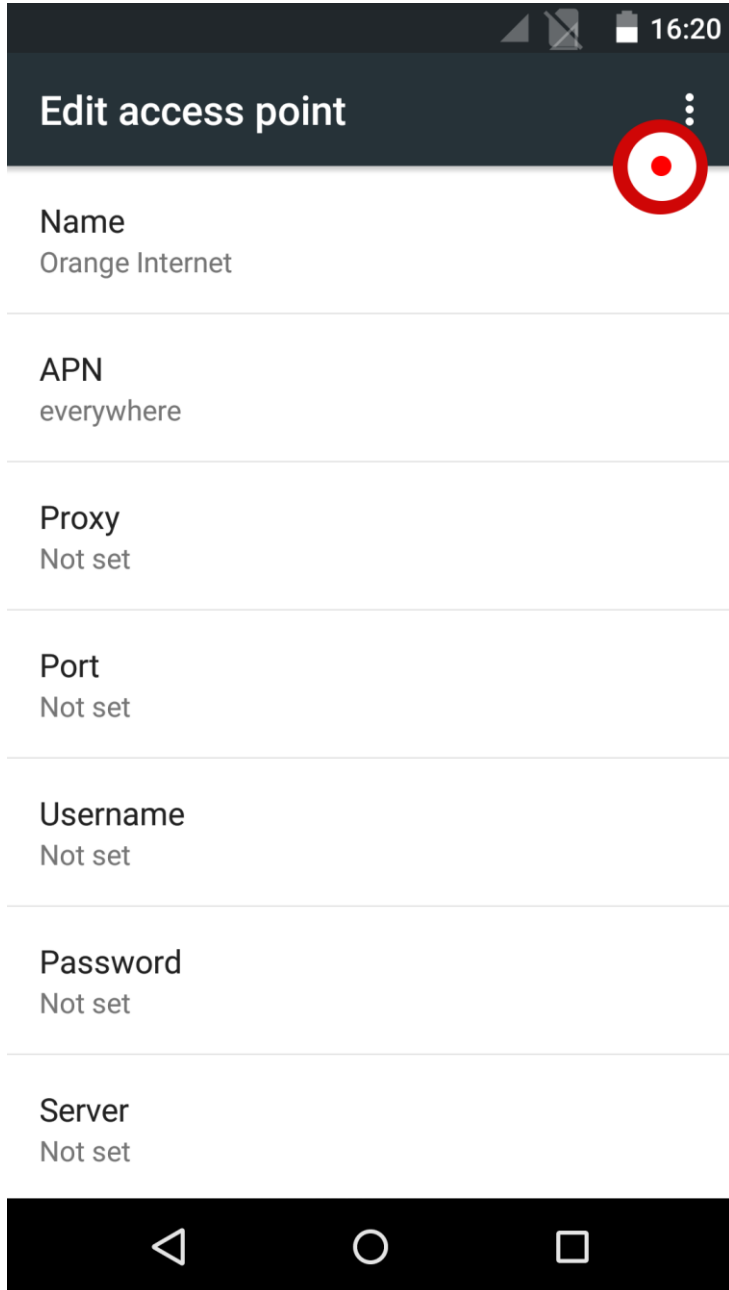 16:20
Edit access point
Name
Orange Internet
APN
everywhere
Proxy
Not set
Port
Not set
Username
Not set
Password
Not set
Server
Not set